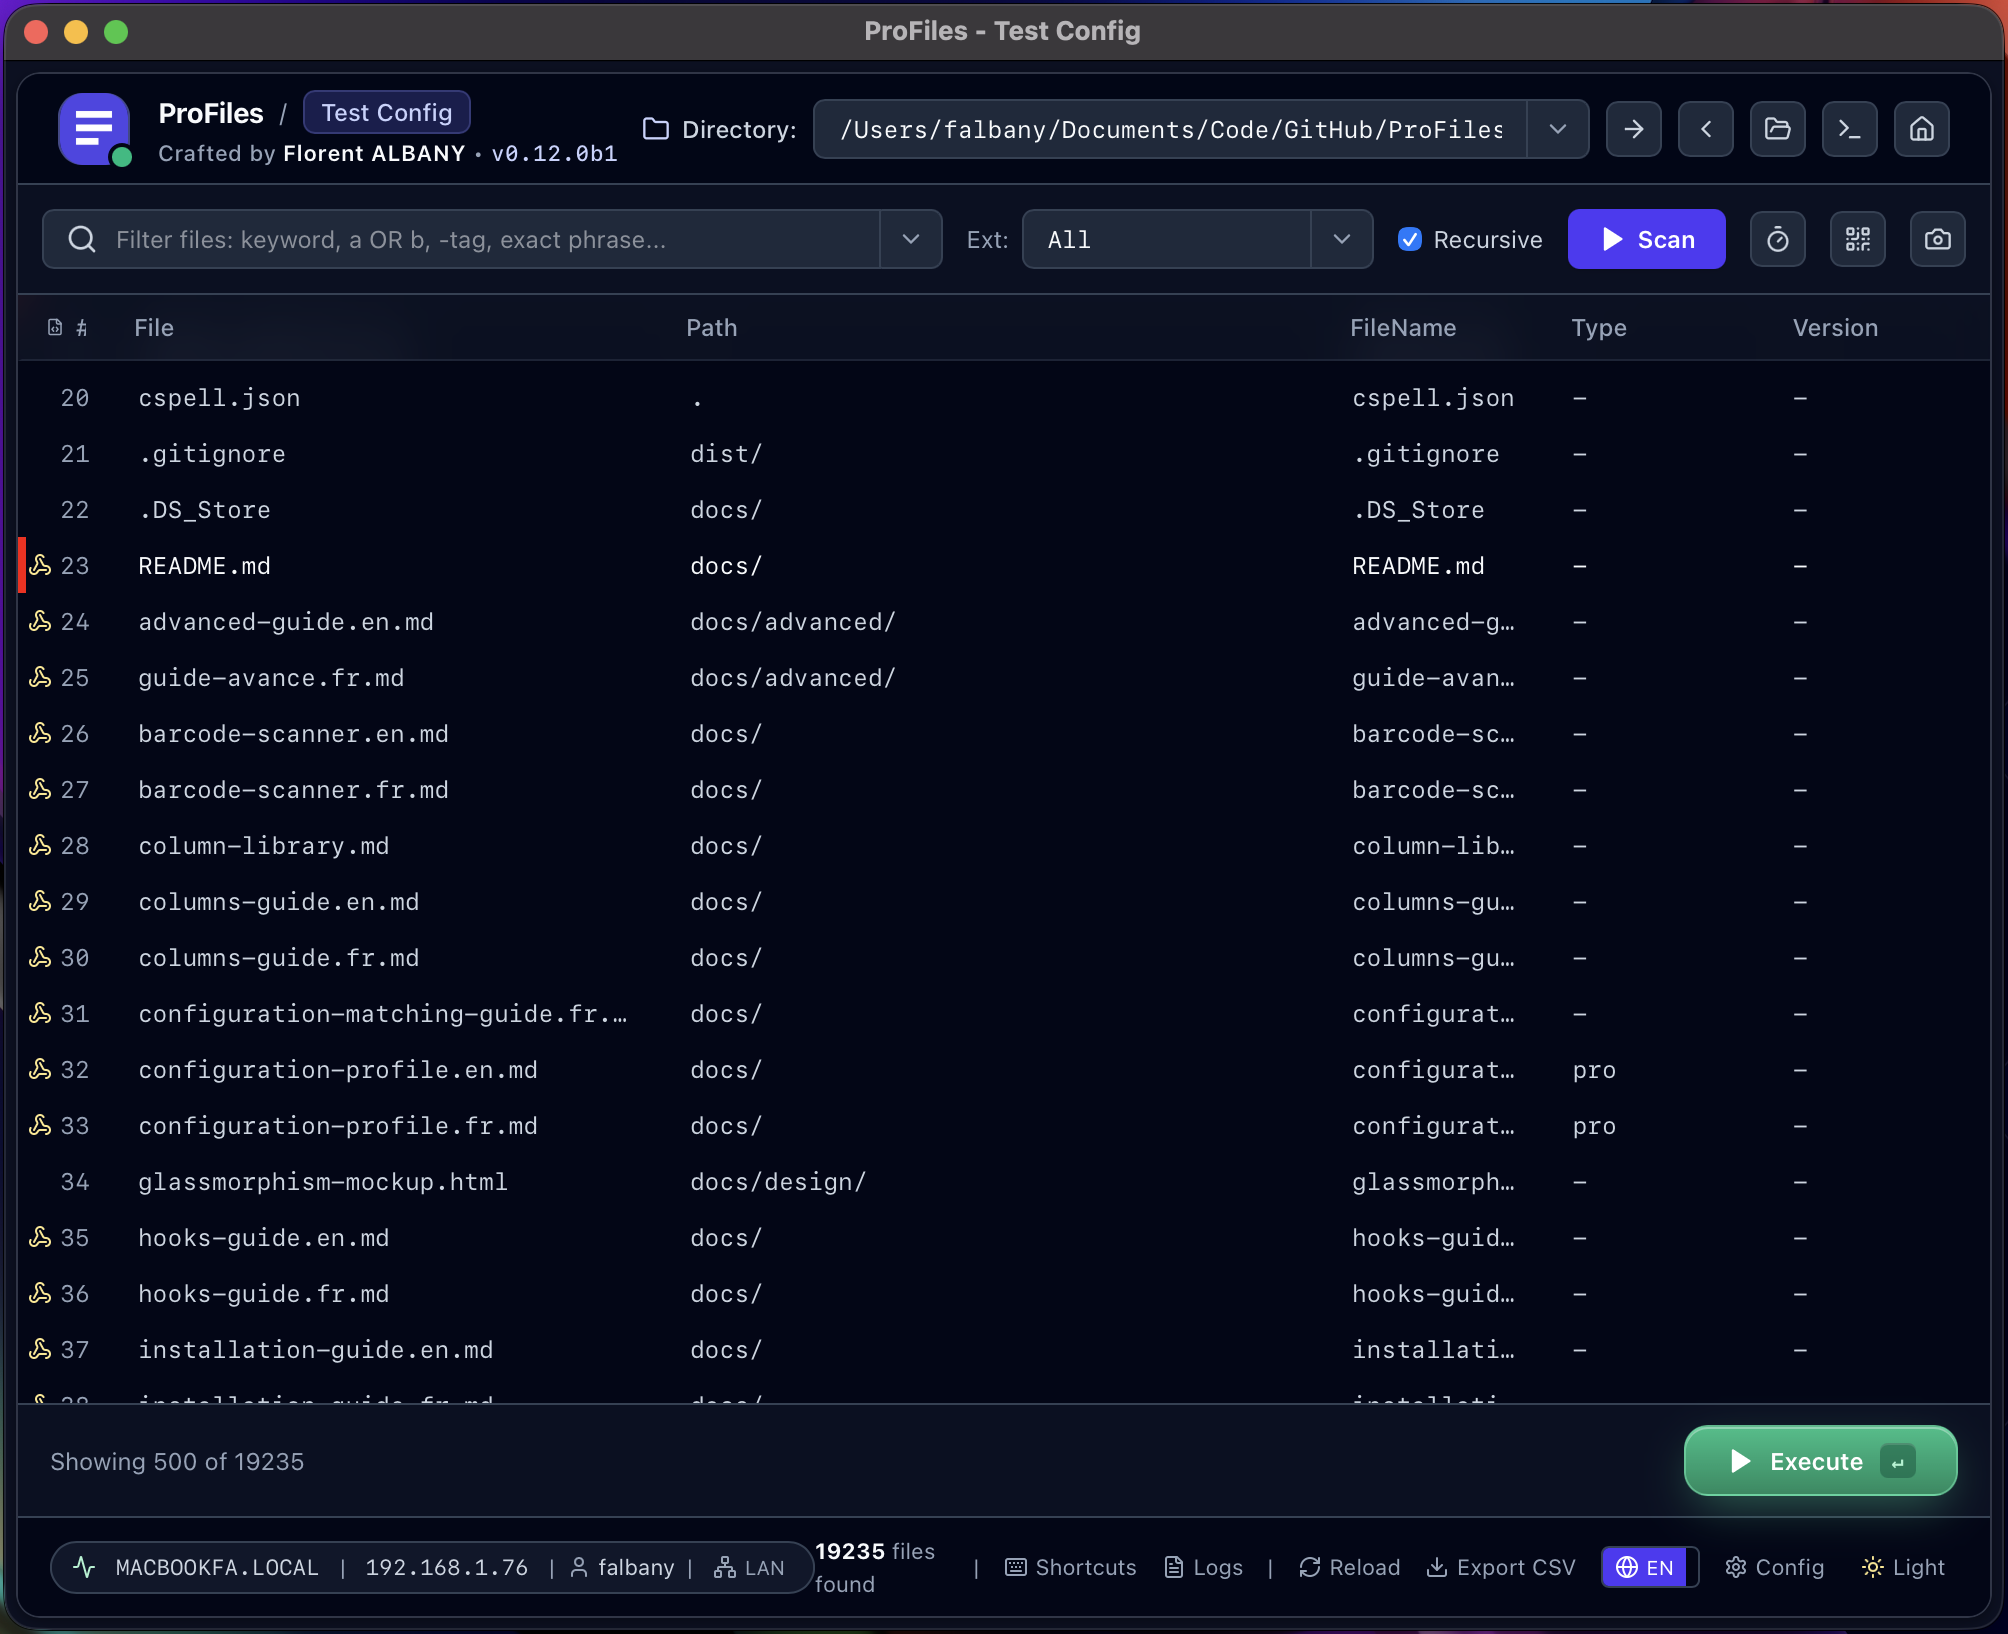 ProFiles - Test Config
ProFiles / Test Config
Crafted by Florent ALBANY • v0.12.0b1
Directory: /Users/falbany/Documents/Code/GitHub/ProFiles
Filter files: keyword, a OR b, -tag, exact phrase...
Ext: All
Recursive
Scan
# File Path FileName Type Version
20 cspell.json . cspell.json – –
21 .gitignore dist/ .gitignore – –
22 .DS_Store docs/ .DS_Store – –
23 README.md docs/ README.md – –
24 advanced-guide.en.md docs/advanced/ advanced-g… – –
25 guide-avance.fr.md docs/advanced/ guide-avan… – –
26 barcode-scanner.en.md docs/ barcode-sc… – –
27 barcode-scanner.fr.md docs/ barcode-sc… – –
28 column-library.md docs/ column-lib… – –
29 columns-guide.en.md docs/ columns-gu… – –
30 columns-guide.fr.md docs/ columns-gu… – –
31 configuration-matching-guide.fr.… docs/ configurat… – –
32 configuration-profile.en.md docs/ configurat… pro –
33 configuration-profile.fr.md docs/ configurat… pro –
34 glassmorphism-mockup.html docs/design/ glassmorph… – –
35 hooks-guide.en.md docs/ hooks-guid… – –
36 hooks-guide.fr.md docs/ hooks-guid… – –
37 installation-guide.en.md docs/ installati… – –
38 installation-guide.fr.md docs/ installati…
Showing 500 of 19235
Execute ↵
MACBOOKFA.LOCAL | 192.168.1.76 | falbany | LAN
19235 files found
| Shortcuts Logs | Reload Export CSV EN Config Light